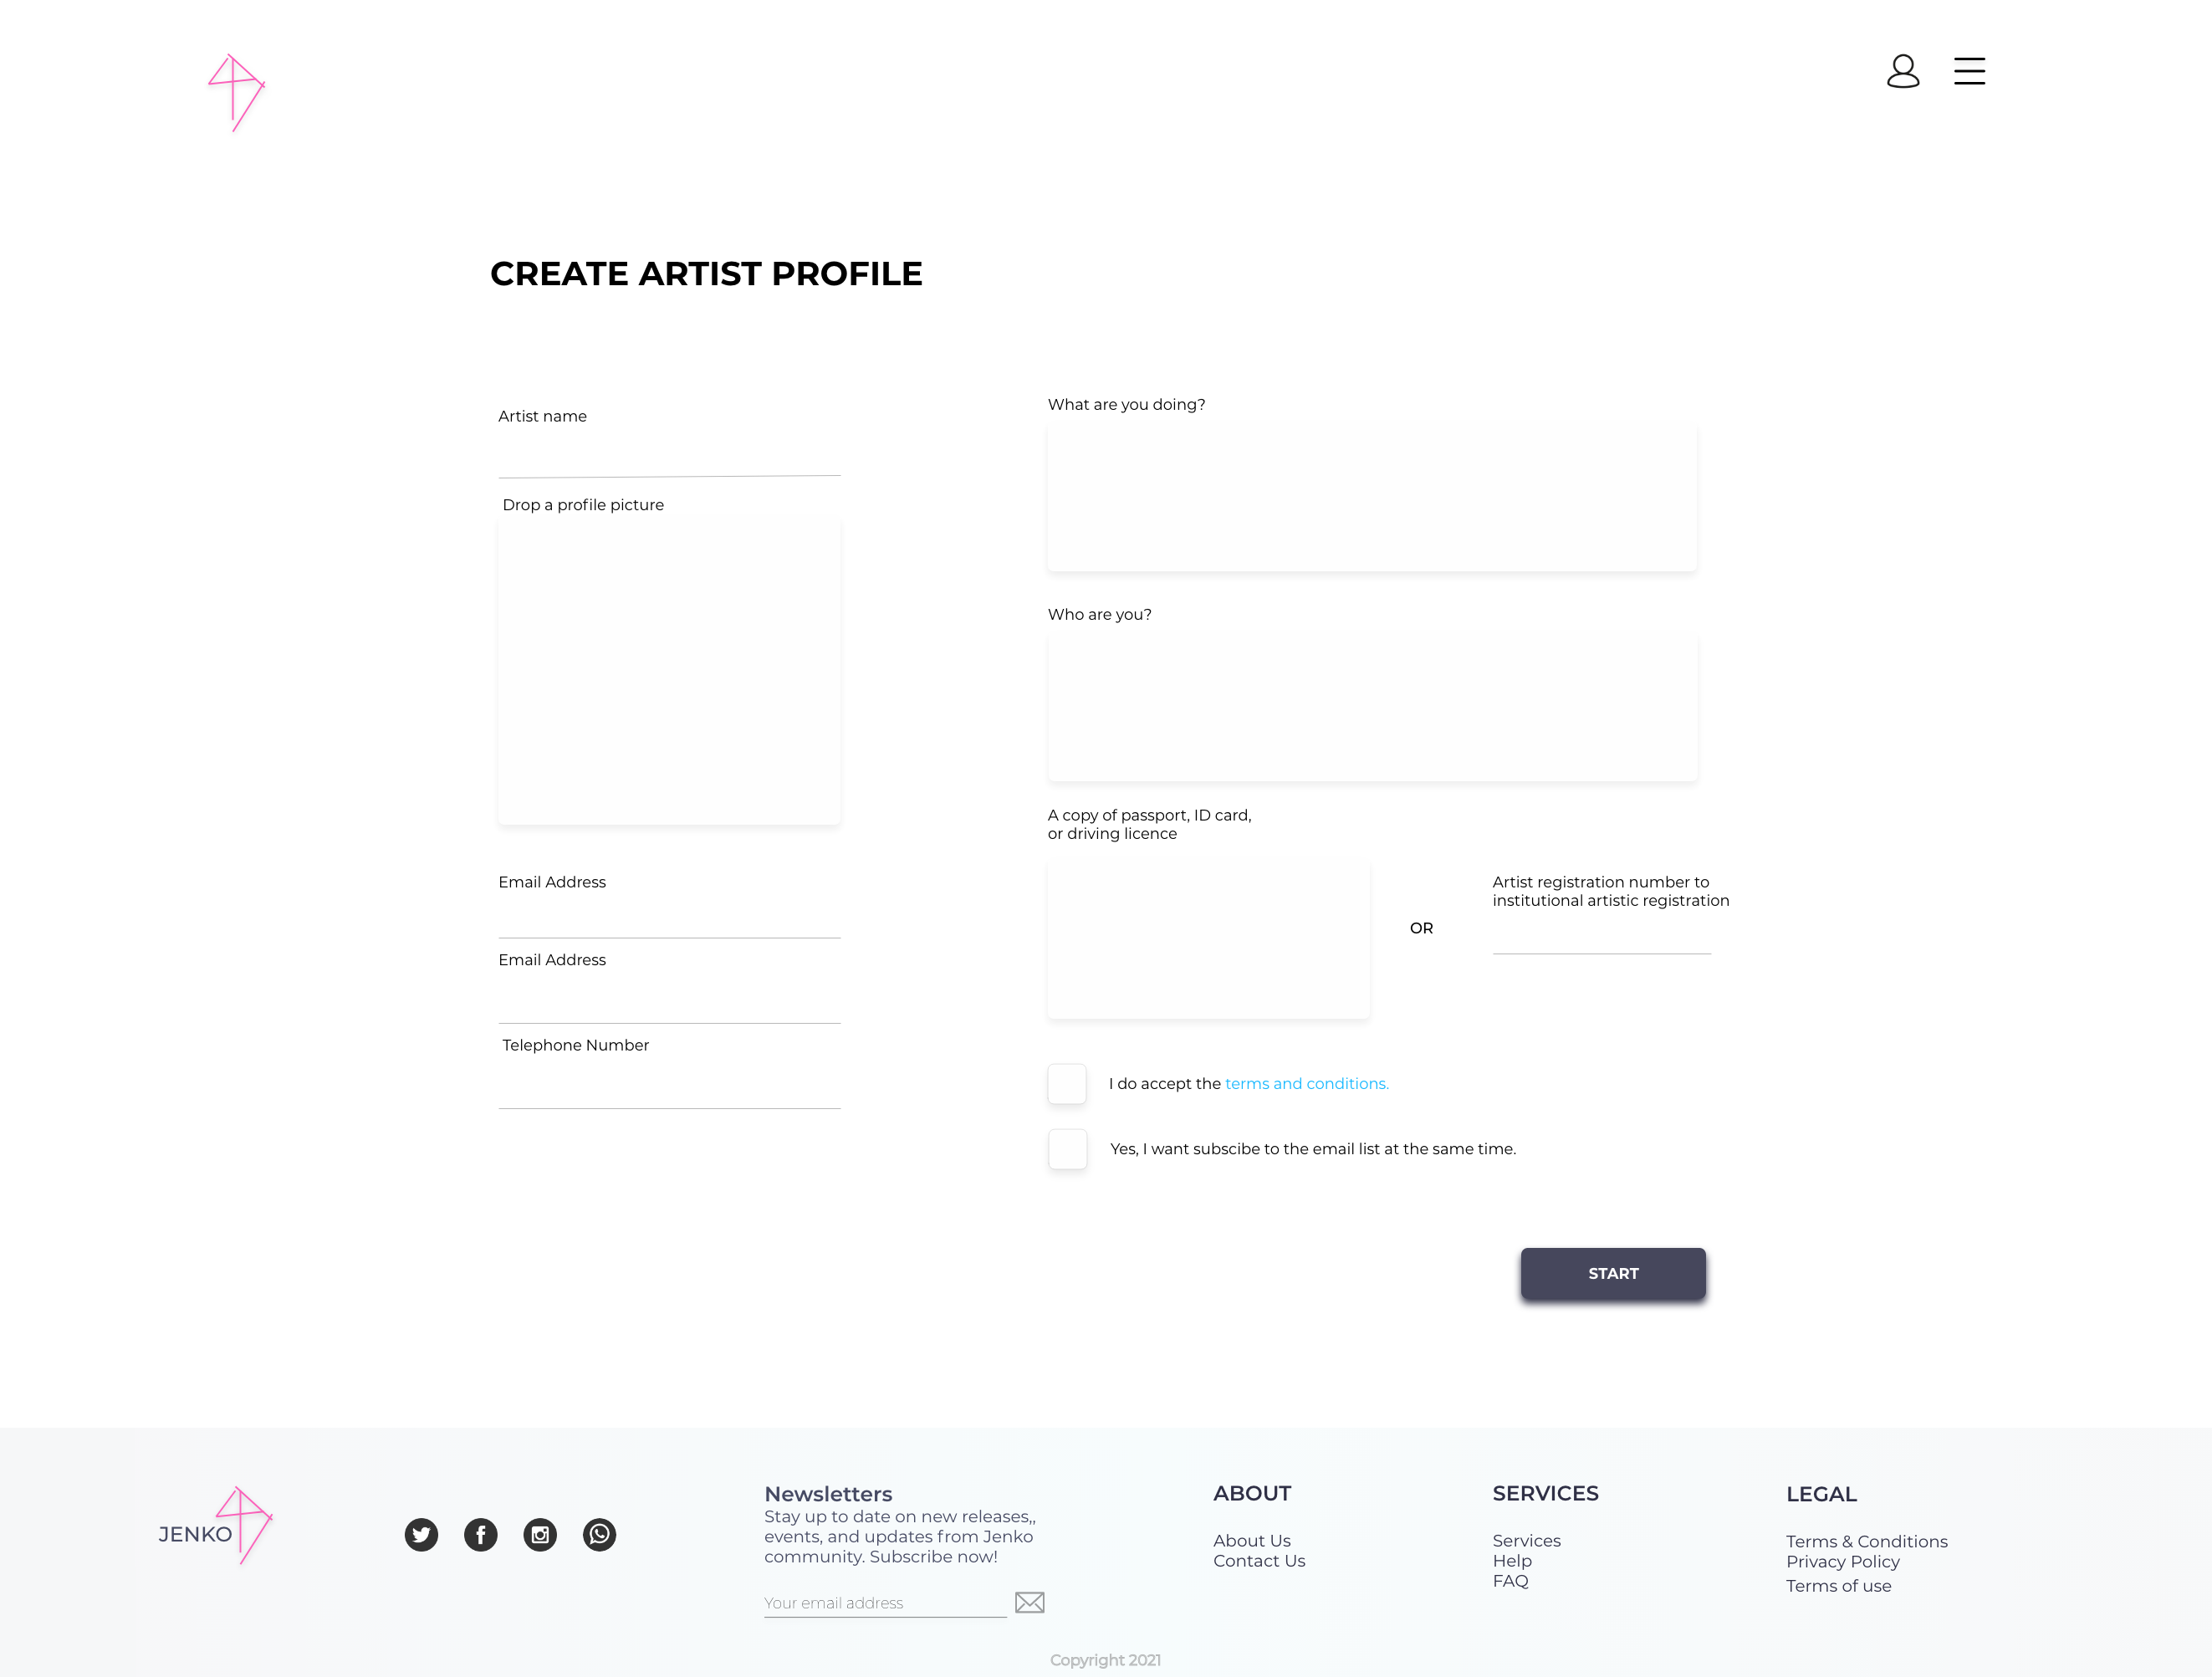 CREATE ARTIST PROFILE
Artist name
Drop a profile picture
Email Address
Email Address
Telephone Number
What are you doing?
Who are you?
A copy of passport, ID card,
or driving licence
OR
Artist registration number to
institutional artistic registration
I do accept the terms and conditions.
Yes, I want subscibe to the email list at the same time.
START
JENKO
Newsletters
Stay up to date on new releases,,
events, and updates from Jenko
community. Subscribe now!
Your email address
ABOUT
About Us
Contact Us
SERVICES
Services
Help
FAQ
LEGAL
Terms & Conditions
Privacy Policy
Terms of use
Copyright 2021